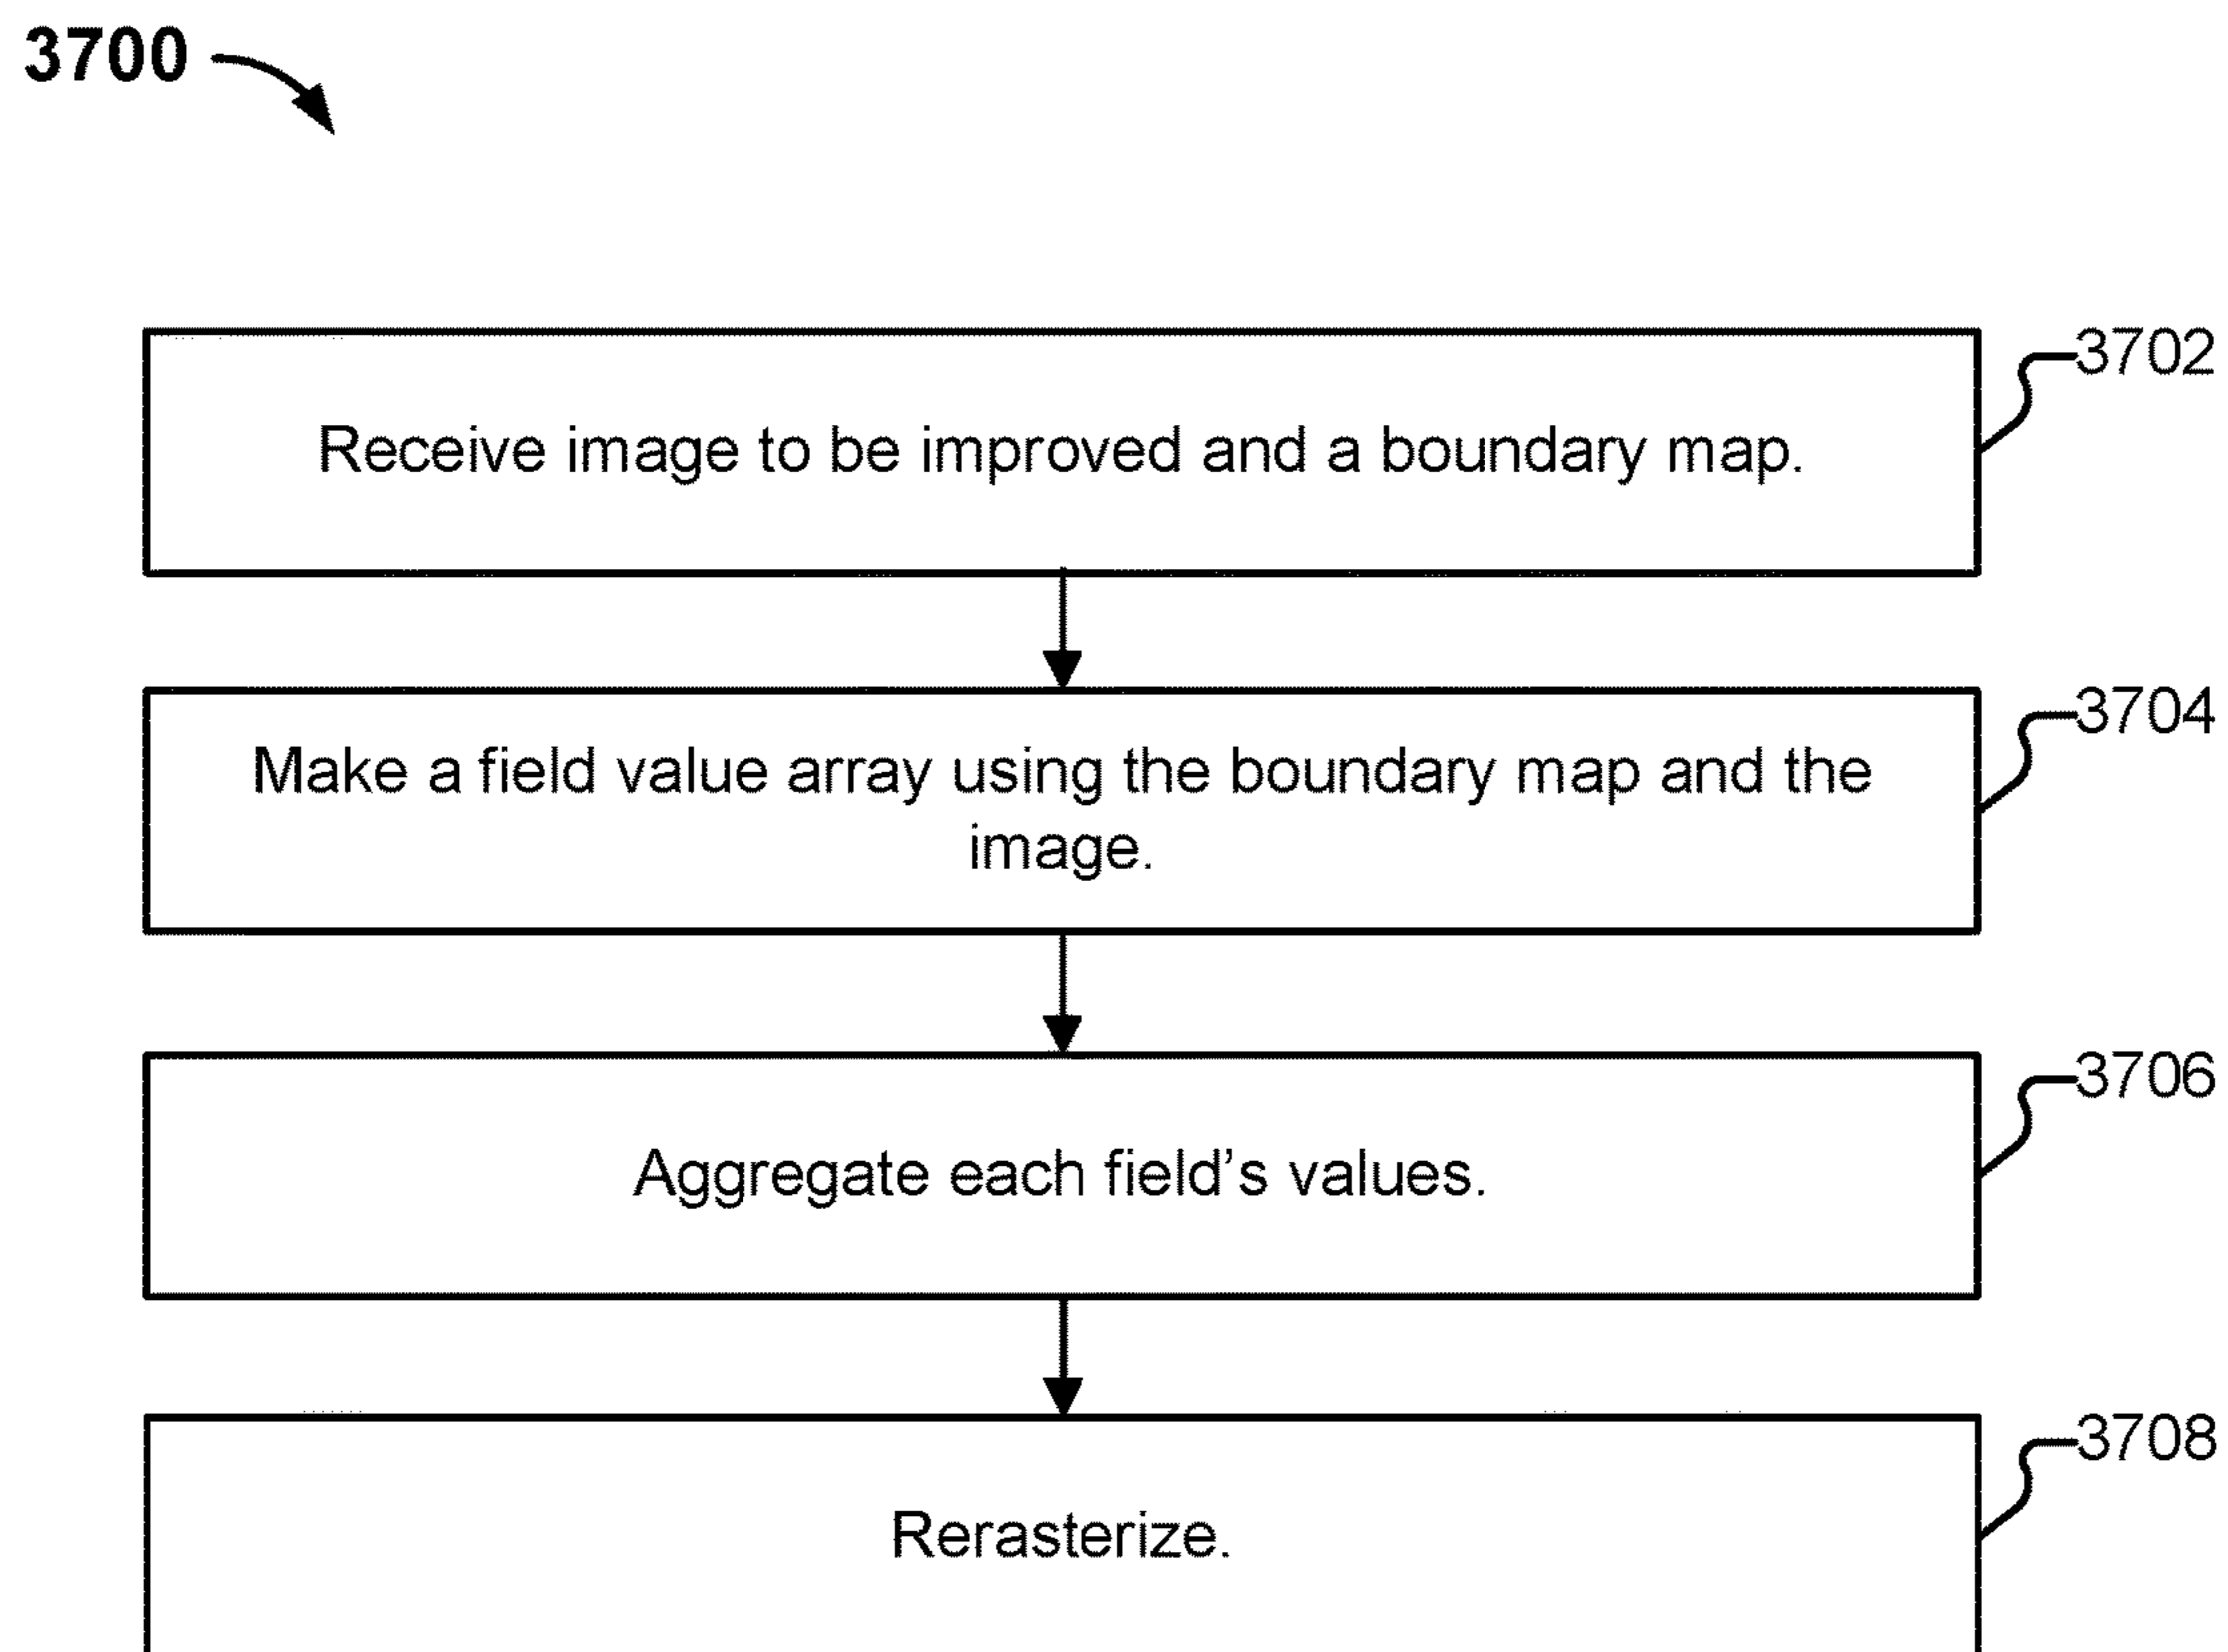 3700
3702
Receive image to be improved and a boundary map.
3704
Make a field value array using the boundary map and the
image.
3706
Aggregate each field’s values.
3708
Rerasterize.